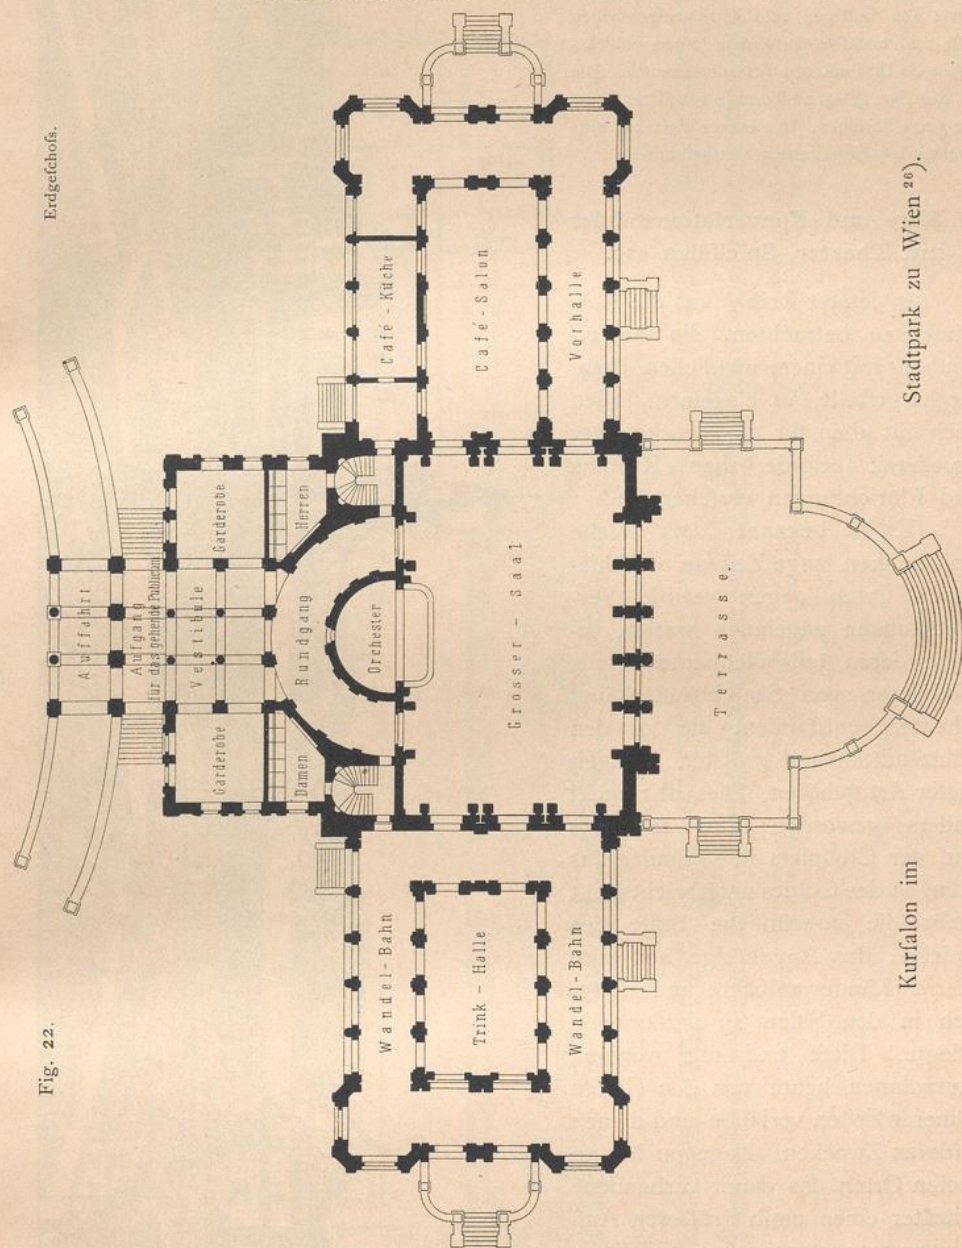 Fig. 22.
Erdgeſchoſs.
Auffahrt
Aufgang
für das gehende Publicum
Garderobe
Vestibule
Garderobe
Damen
Rundgang
Herren
Orchester
Wandel-Bahn
Café-Küche
Trink-Halle
Grosser-Saal
Café-Salon
Wandel-Bahn
Vorhalle
Terrasse.
Kurſalon im
Stadtpark zu Wien ²⁶).